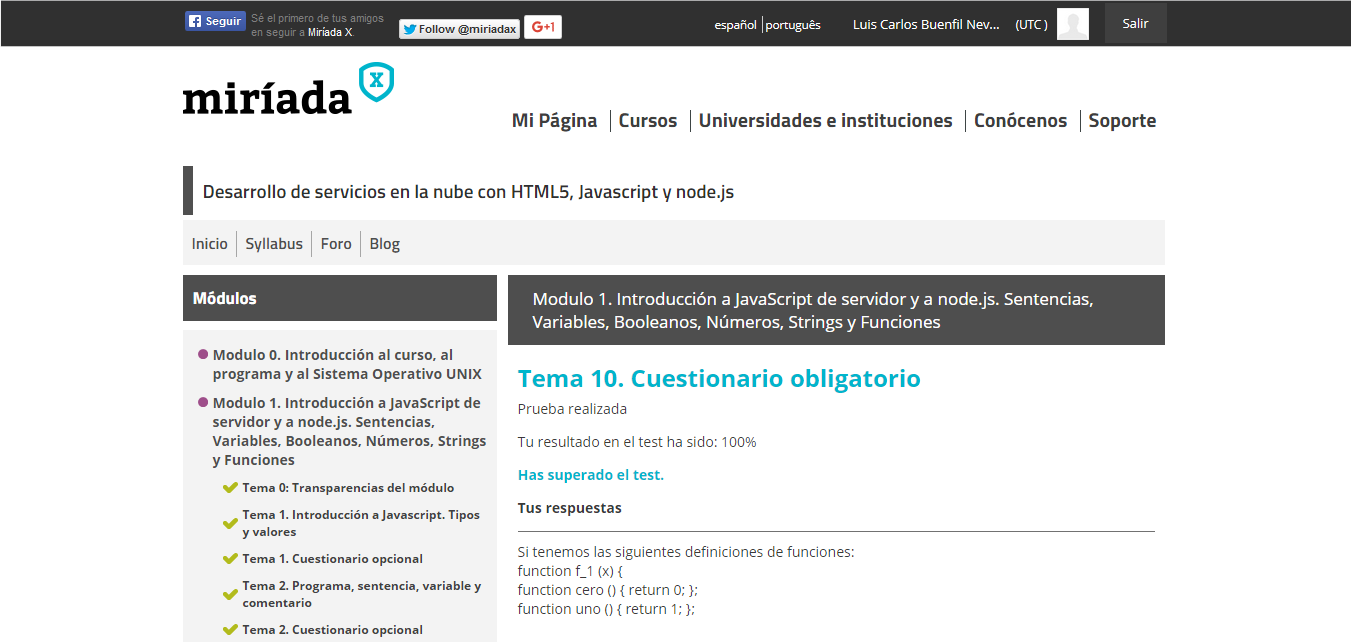 Seguir
Sé el primero de tus amigos
en seguir a Miríada X.
Follow @miriadax
G+1
español
português
Luis Carlos Buenfil Nev...
(UTC )
Salir
miríada X
Mi Página
Cursos
Universidades e instituciones
Conócenos
Soporte
Desarrollo de servicios en la nube con HTML5, Javascript y node.js
Inicio
Syllabus
Foro
Blog
Módulos
Modulo 0. Introducción al curso, al
programa y al Sistema Operativo UNIX
Modulo 1. Introducción a JavaScript de
servidor y a node.js. Sentencias,
Variables, Booleanos, Números, Strings
y Funciones
Tema 0: Transparencias del módulo
Tema 1. Introducción a Javascript. Tipos
y valores
Tema 1. Cuestionario opcional
Tema 2. Programa, sentencia, variable y
comentario
Tema 2. Cuestionario opcional
Modulo 1. Introducción a JavaScript de servidor y a node.js. Sentencias,
Variables, Booleanos, Números, Strings y Funciones
Tema 10. Cuestionario obligatorio
Prueba realizada
Tu resultado en el test ha sido: 100%
Has superado el test.
Tus respuestas
Si tenemos las siguientes definiciones de funciones:
function f_1 (x) {
function cero () { return 0; };
function uno () { return 1; };